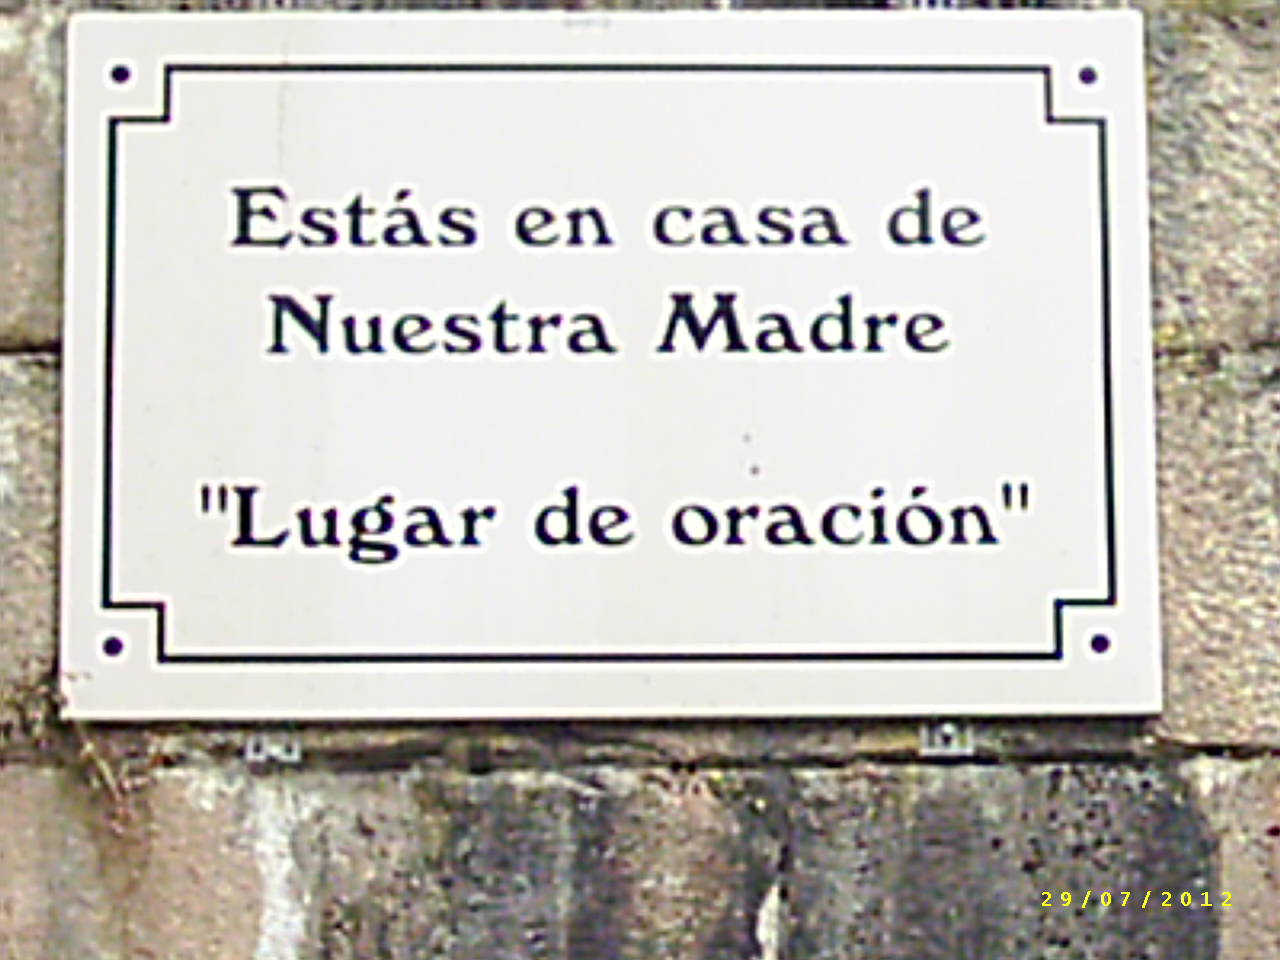 Estás en casa de
Nuestra Madre
"Lugar de oración"
29/07/2012